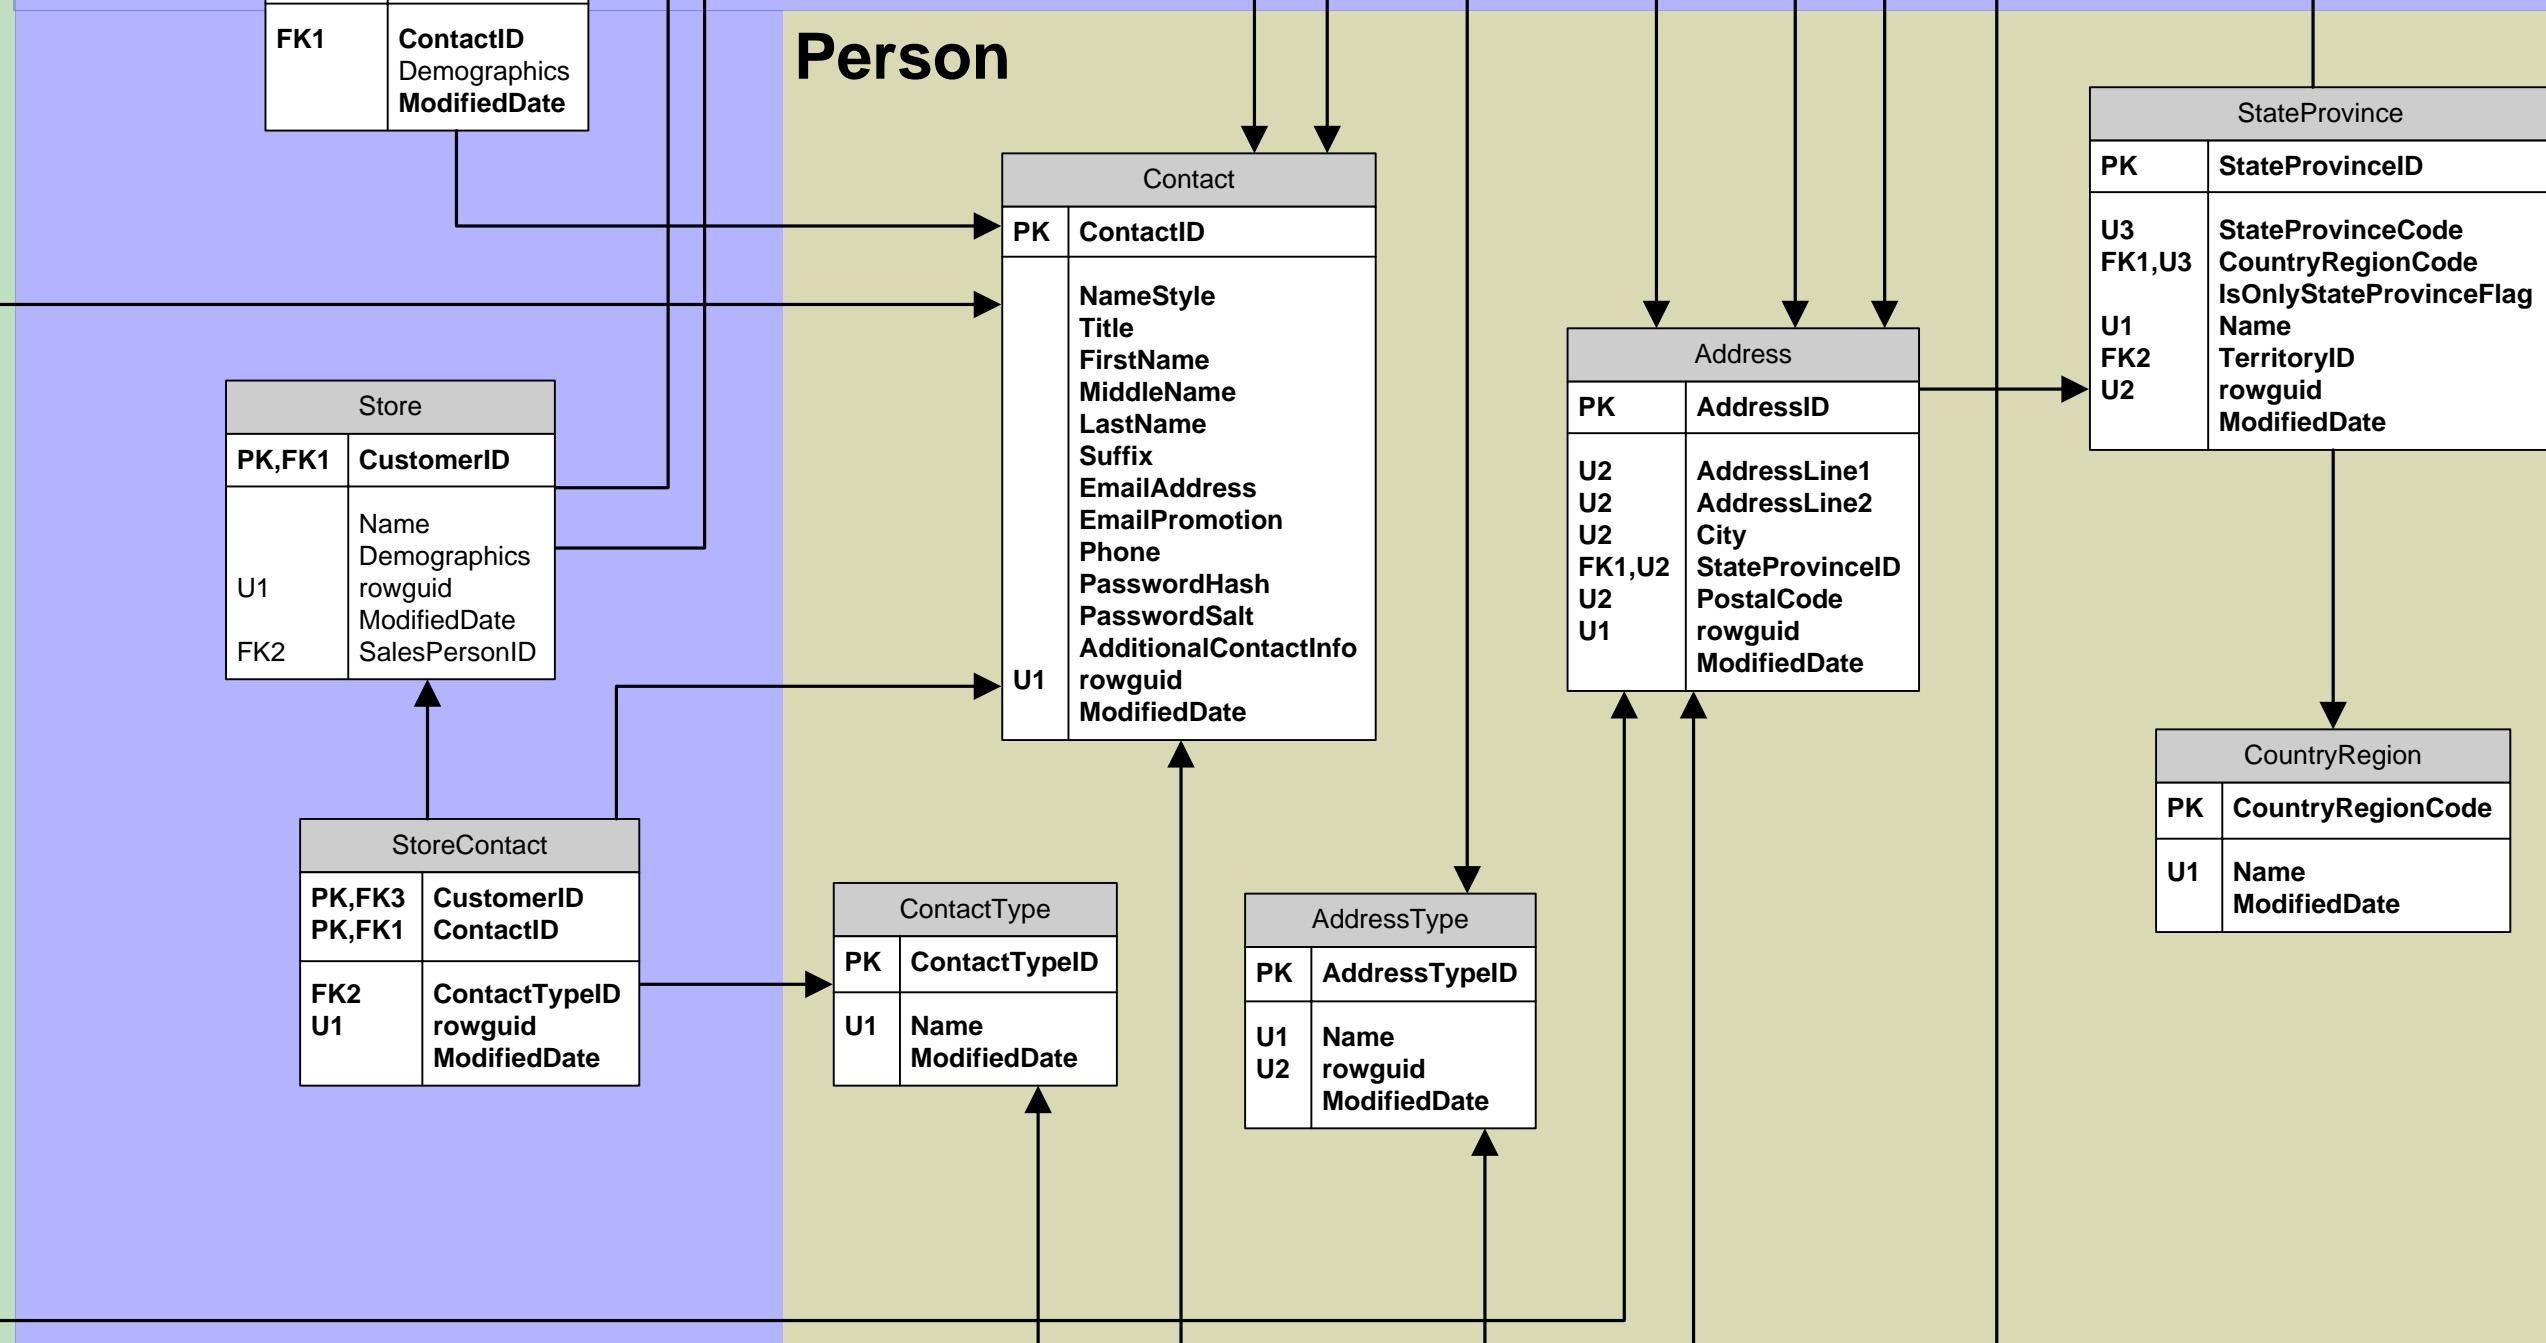 FK1 ContactID
Demographics
ModifiedDate
Person
Contact
PK ContactID
NameStyle
Title
FirstName
MiddleName
LastName
Suffix
EmailAddress
EmailPromotion
Phone
PasswordHash
PasswordSalt
AdditionalContactInfo
U1 rowguid
ModifiedDate
StateProvince
PK StateProvinceID
U3 StateProvinceCode
FK1,U3 CountryRegionCode
IsOnlyStateProvinceFlag
U1 Name
FK2 TerritoryID
U2 rowguid
ModifiedDate
Address
PK AddressID
U2 AddressLine1
U2 AddressLine2
U2 City
FK1,U2 StateProvinceID
U2 PostalCode
U1 rowguid
ModifiedDate
Store
PK,FK1 CustomerID
Name
Demographics
U1 rowguid
ModifiedDate
FK2 SalesPersonID
CountryRegion
PK CountryRegionCode
U1 Name
ModifiedDate
StoreContact
PK,FK3 CustomerID
PK,FK1 ContactID
FK2 ContactTypeID
U1 rowguid
ModifiedDate
ContactType
PK ContactTypeID
U1 Name
ModifiedDate
AddressType
PK AddressTypeID
U1 Name
U2 rowguid
ModifiedDate